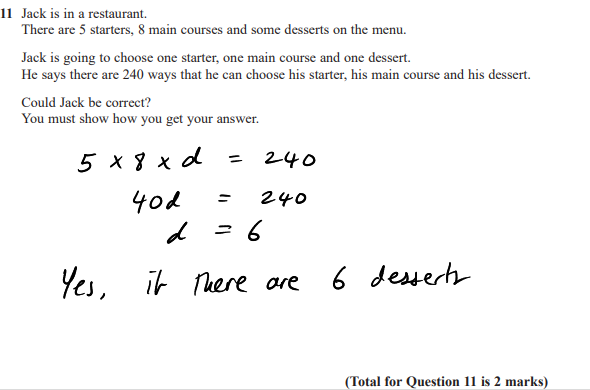 11 Jack is in a restaurant.
There are 5 starters, 8 main courses and some desserts on the menu.
Jack is going to choose one starter, one main course and one dessert.
He says there are 240 ways that he can choose his starter, his main course and his dessert.
Could Jack be correct?
You must show how you get your answer.
5 × 8 × d = 240
40d = 240
d = 6
Yes, if there are 6 desserts
(Total for Question 11 is 2 marks)